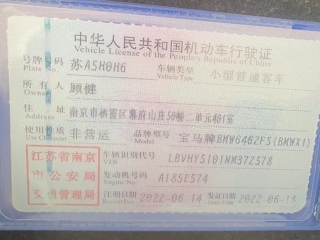 中华人民共和国机动车行驶证
Vehicle License of the People's Republic of China
号牌号码 苏A5H0H6 车辆类型 小型普通客车
Plate No. Vehicle Type
所有人 顾健
Owner
住址 南京市栖霞区幕府山庄50幢二单元401室
Address
使用性质 非营运 品牌型号 宝马牌BMW6462FS(BMWX1)
Use Character Model
江苏省南京 车辆识别代号 LBVHY5101NM37Z578
市公安局 VIN
交通管理局 发动机号码 A185E574
Engine No.
注册日期 2022-06-14 发证日期 2022-06-14